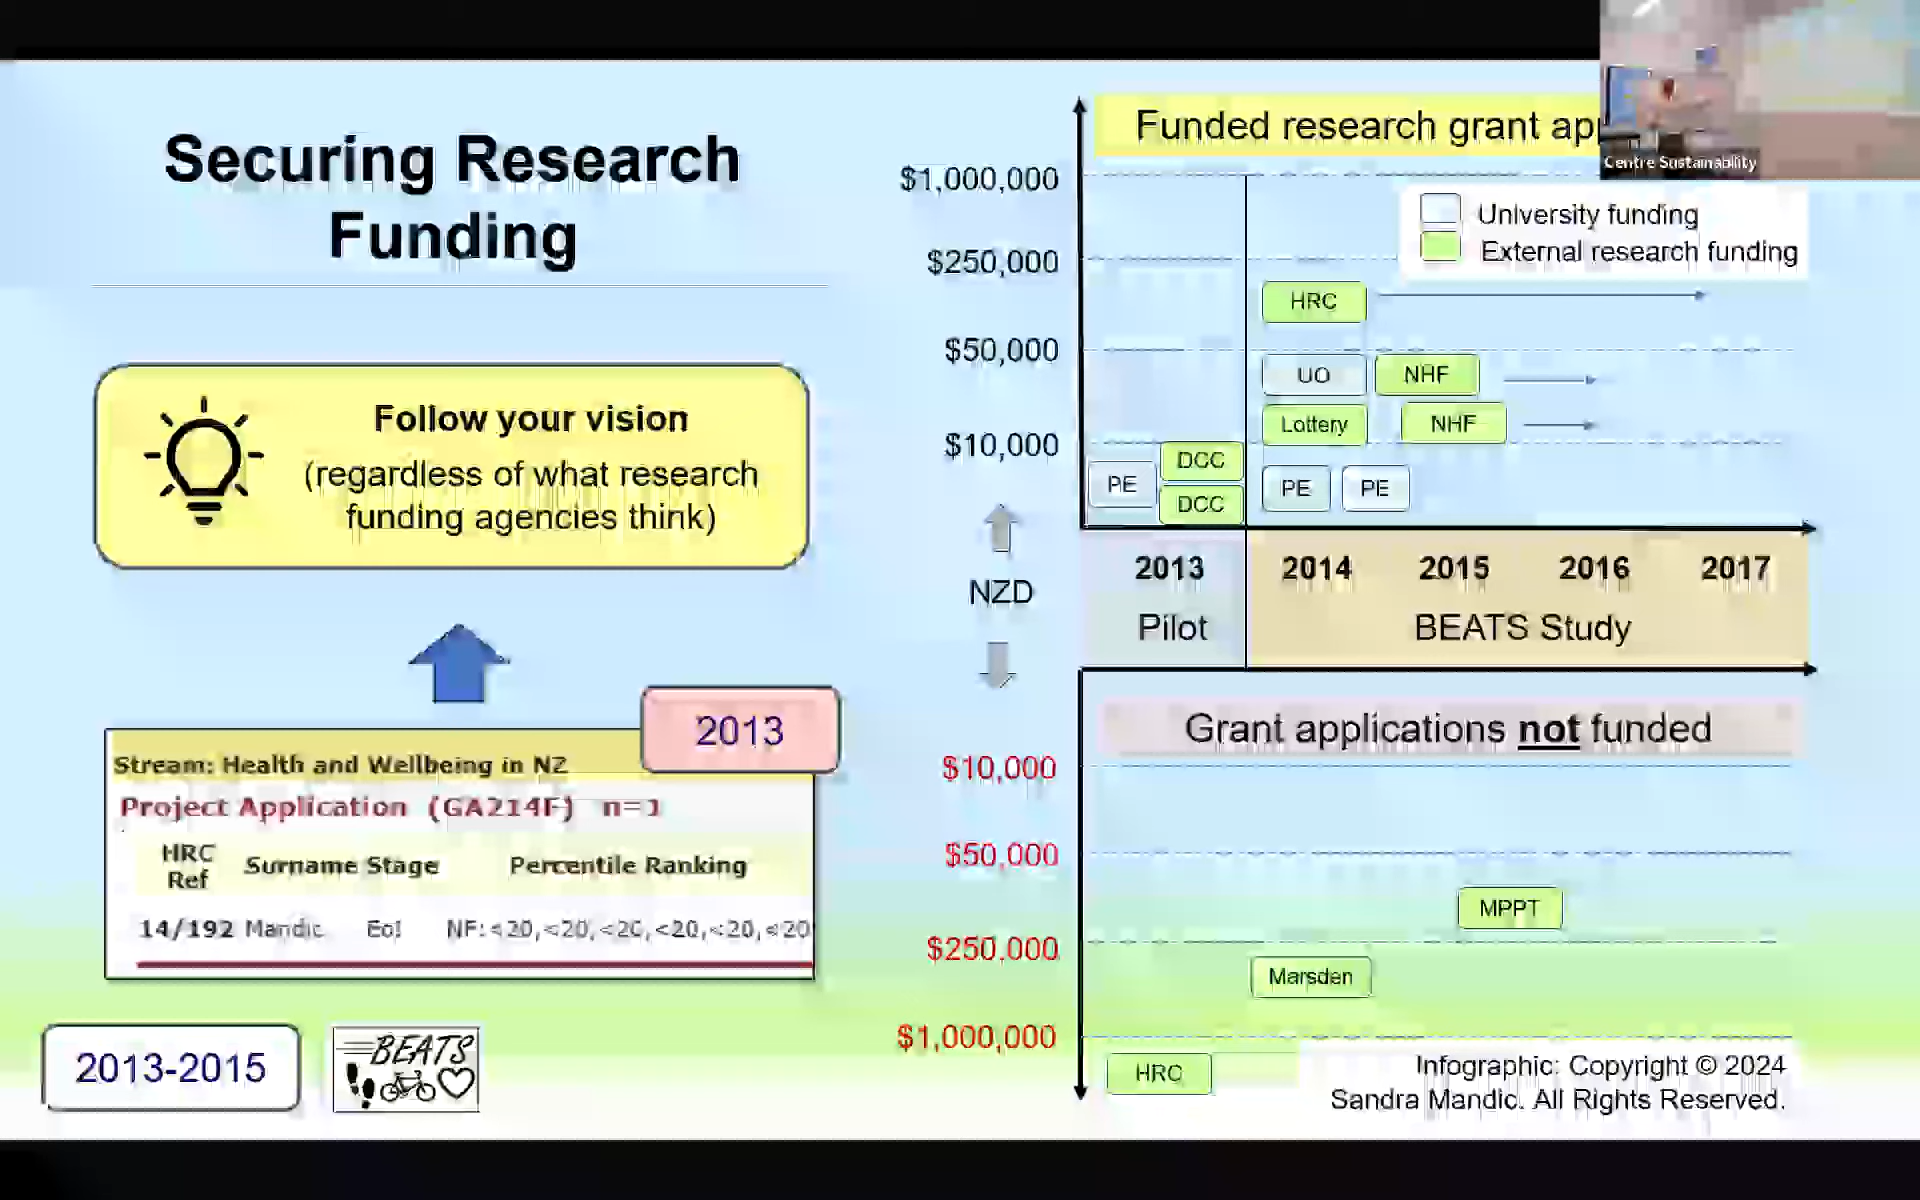 Securing Research
Funding
Follow your vision
(regardless of what research
funding agencies think)
2013
Stream: Health and Wellbeing in NZ
Project Application (GA214F) n=1
HRC
Ref
Surname Stage Percentile Ranking
14/192 Mandic EoI NF: <20,<20,<20,<20,<20,<20
2013-2015
BEATS
Funded research grant
Centre Sustainability
$1,000,000
University funding
External research funding
$250,000
HRC
$50,000
UO NHF
Lottery NHF
$10,000
PE DCC
DCC
PE PE
NZD
2013 2014 2015 2016 2017
Pilot BEATS Study
Grant applications not funded
$10,000
$50,000
MPPT
$250,000
Marsden
$1,000,000
HRC
Infographic: Copyright © 2024
Sandra Mandic. All Rights Reserved.